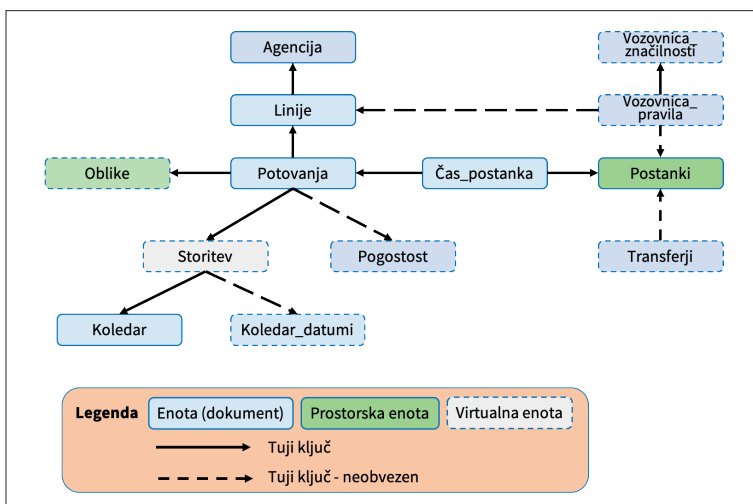 Agencija
Vozovnica_
značilnosti
Linije
Vozovnica_
pravila
Oblike
Potovanja
Čas_postanka
Postanki
Storitev
Pogostost
Transferji
Koledar
Koledar_datumi
Legenda
Enota (dokument)
Prostorska enota
Virtualna enota
Tuji ključ
Tuji ključ - neobvezen